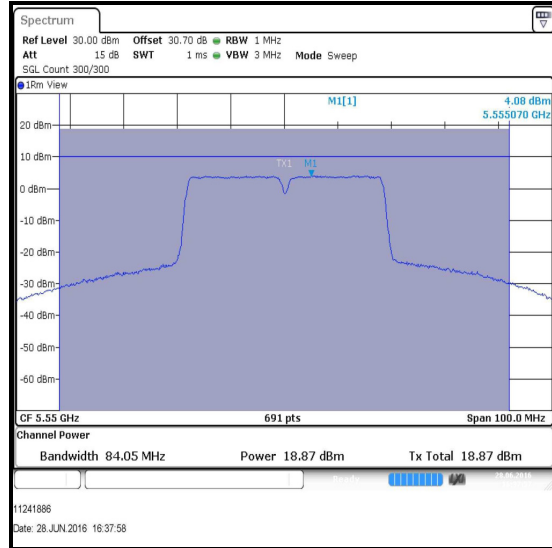 Spectrum
Ref Level 30.00 dBm Offset 30.70 dB RBW 1 MHz
Att 15 dB SWT 1 ms VBW 3 MHz Mode Sweep
SGL Count 300/300
1Rm View
M1[1] 4.08 dBm
5.555070 GHz
20 dBm
10 dBm
TX1 M1
0 dBm
-10 dBm
-20 dBm
-30 dBm
-40 dBm
-50 dBm
-60 dBm
CF 5.55 GHz 691 pts Span 100.0 MHz
Channel Power
Bandwidth 84.05 MHz Power 18.87 dBm Tx Total 18.87 dBm
Ready 28.06.2016
11241886
Date: 28.JUN.2016 16:37:58